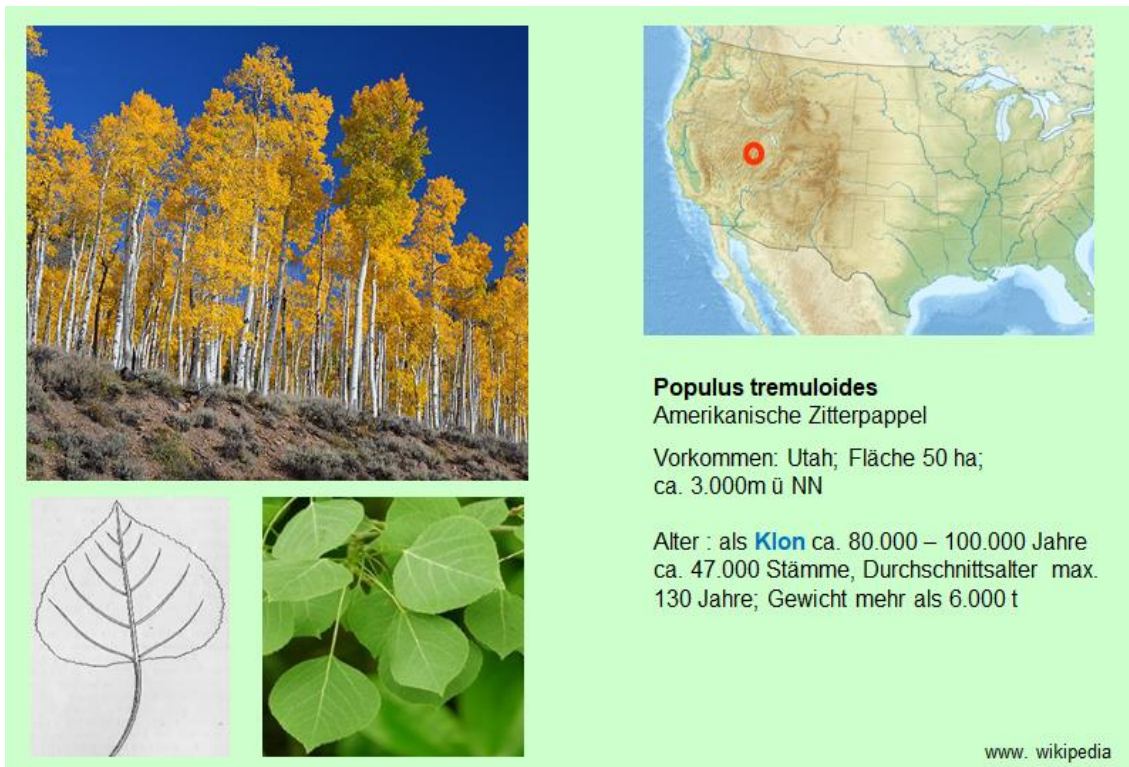 Populus tremuloides
Amerikanische Zitterpappel
Vorkommen: Utah; Fläche 50 ha;
ca. 3.000m ü NN
Alter : als Klon ca. 80.000 – 100.000 Jahre
ca. 47.000 Stämme, Durchschnittsalter max.
130 Jahre; Gewicht mehr als 6.000 t
www. wikipedia